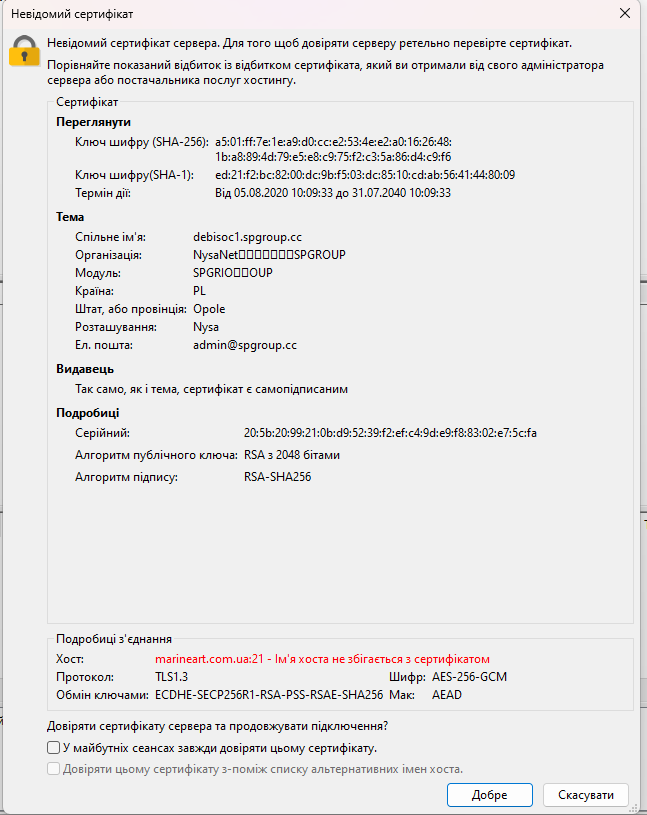 Невідомий сертифікат
Невідомий сертифікат сервера. Для того щоб довіряти серверу ретельно перевірте сертифікат.
Порівняйте показаний відбиток із відбитком сертифіката, який ви отримали від свого адміністратора
сервера або постачальника послуг хостингу.
Сертифікат
Переглянути
Ключ шифру (SHA-256): a5:01:ff:7e:1e:a9:d0:cc:e2:53:4e:e2:a0:16:26:48:
1b:a8:89:4d:79:e5:e8:c9:75:f2:c3:5a:86:d4:c9:f6
Ключ шифру(SHA-1): ed:21:f2:bc:82:00:dc:9b:f5:03:dc:85:10:cd:ab:56:41:44:80:09
Термін дії: Від 05.08.2020 10:09:33 до 31.07.2040 10:09:33
Тема
Спільне ім'я: debisoc1.spgroup.cc
Організація: NysaNet▯▯▯▯▯▯▯SPGROUP
Модуль: SPGRIO▯▯OUP
Країна: PL
Штат, або провінція: Opole
Розташування: Nysa
Ел. пошта: admin@spgroup.cc
Видавець
Так само, як і тема, сертифікат є самопідписаним
Подробиці
Серійний: 20:5b:20:99:21:0b:d9:52:39:f2:ef:c4:9d:e9:f8:83:02:e7:5c:fa
Алгоритм публічного ключа: RSA з 2048 бітами
Алгоритм підпису: RSA-SHA256
Подробиці з'єднання
Хост: marineart.com.ua:21 - Ім'я хоста не збігається з сертифікатом
Протокол: TLS1.3 Шифр: AES-256-GCM
Обмін ключами: ECDHE-SECP256R1-RSA-PSS-RSAE-SHA256 Мак: AEAD
Довіряти сертифікату сервера та продовжувати підключення?
У майбутніх сеансах завжди довіряти цьому сертифікату.
Довіряти цьому сертифікату з-поміж списку альтернативних імен хоста.
Добре Скасувати